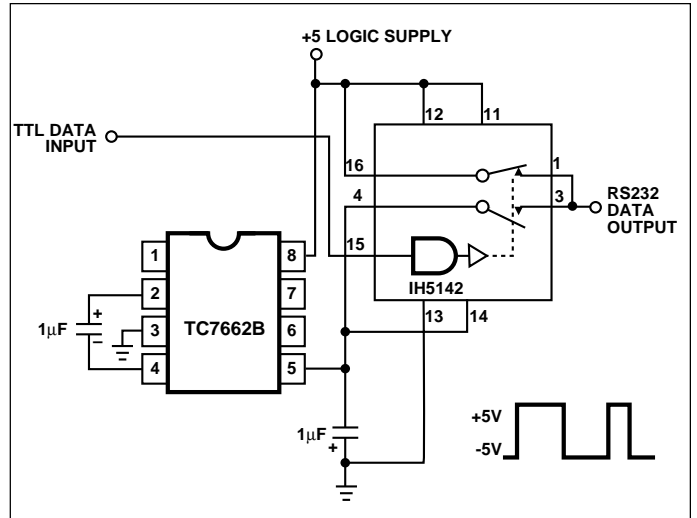 +5 LOGIC SUPPLY
12 11
TTL DATA
INPUT
16 1
4 3
RS232
DATA
OUTPUT
15
IH5142
13 14
1 8
2 7
TC7662B
3 6
4 5
1µF
+
–
1µF
+
+5V
-5V